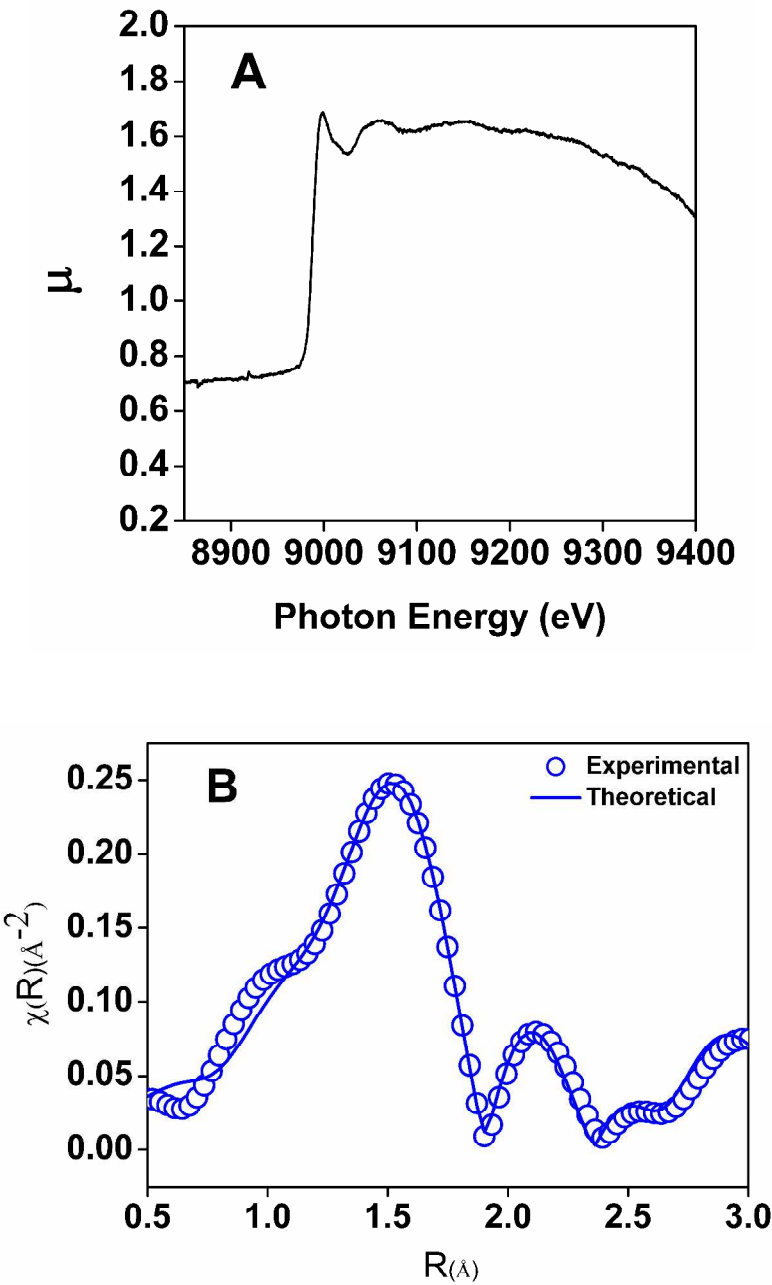 A
2.0
1.8
1.6
1.4
1.2
1.0
0.8
0.6
0.4
0.2
μ
8900 9000 9100 9200 9300 9400
Photon Energy (eV)
B
Experimental
Theoretical
0.25
0.20
0.15
0.10
0.05
0.00
χ(R)(Å-2)
0.5 1.0 1.5 2.0 2.5 3.0
R(Å)